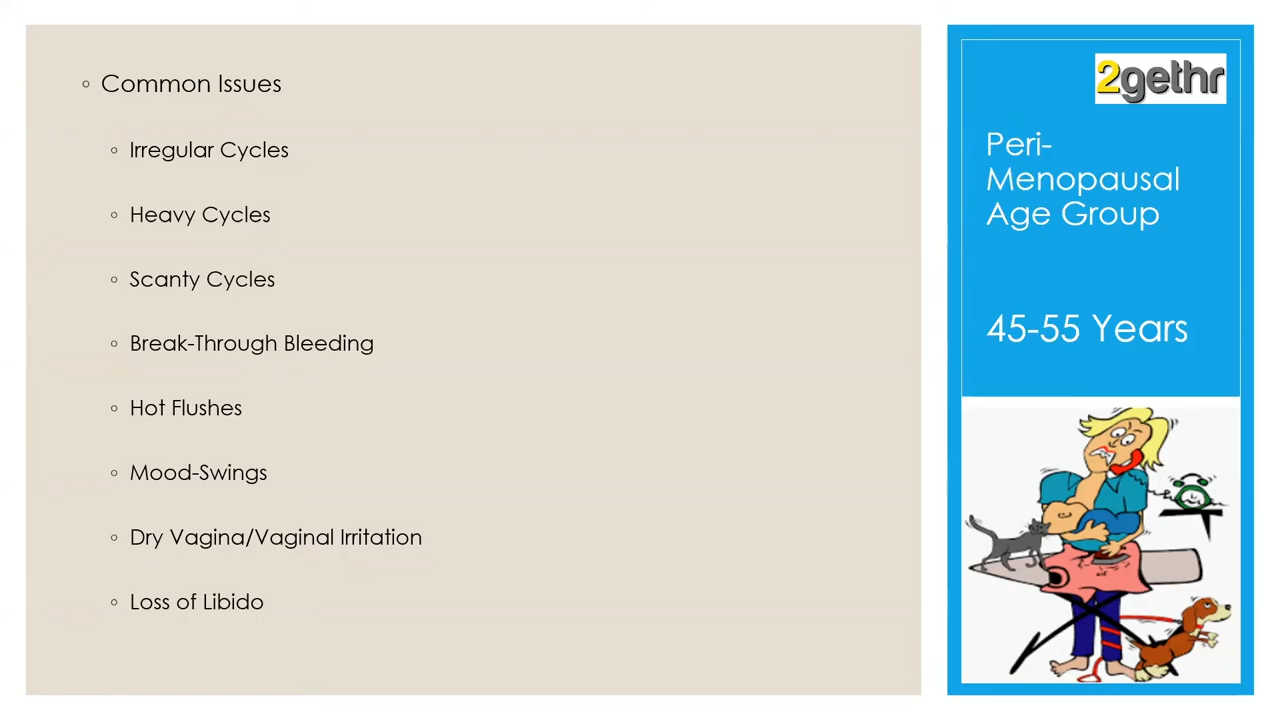 Common Issues
Irregular Cycles
Heavy Cycles
Scanty Cycles
Break-Through Bleeding
Hot Flushes
Mood-Swings
Dry Vagina/Vaginal Irritation
Loss of Libido
2gethr
Peri-
Menopausal
Age Group
45-55 Years